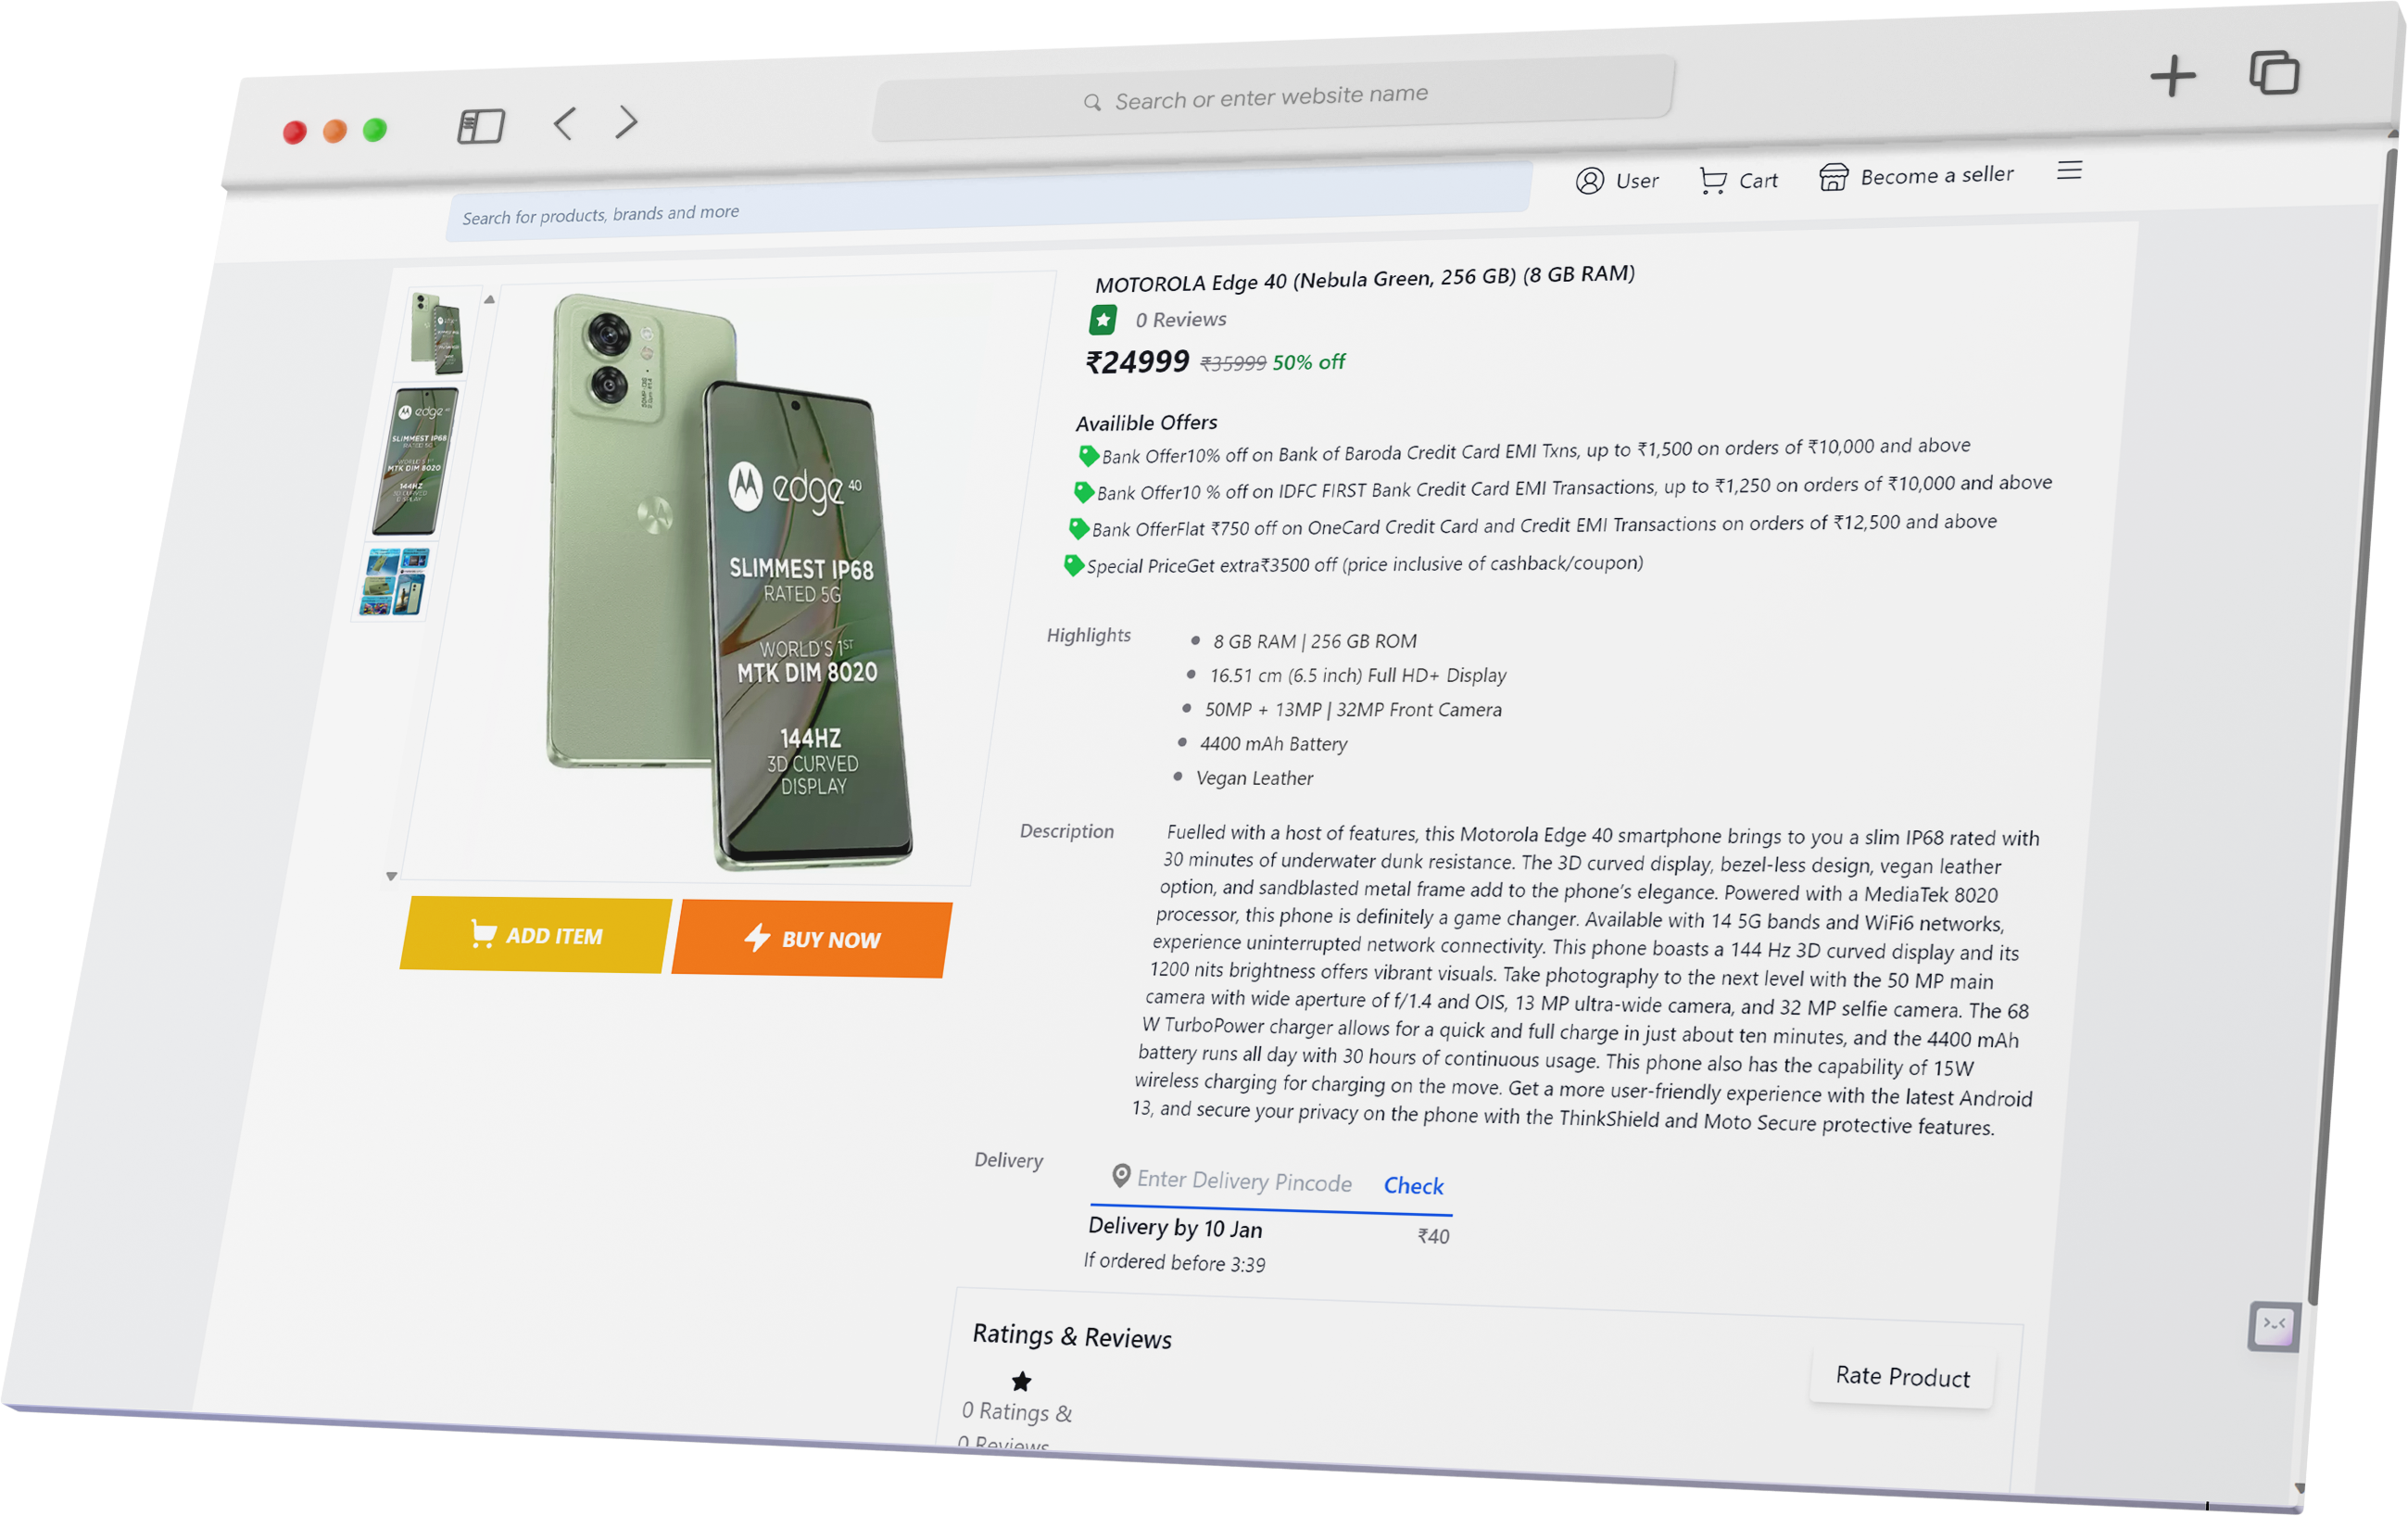 Search or enter website name
Search for products, brands and more
User
Cart
Become a seller
MOTOROLA Edge 40 (Nebula Green, 256 GB) (8 GB RAM)
0 Reviews
₹24999 ₹35999 50% off
Availible Offers
Bank Offer10% off on Bank of Baroda Credit Card EMI Txns, up to ₹1,500 on orders of ₹10,000 and above
Bank Offer10 % off on IDFC FIRST Bank Credit Card EMI Transactions, up to ₹1,250 on orders of ₹10,000 and above
Bank OfferFlat ₹750 off on OneCard Credit Card and Credit EMI Transactions on orders of ₹12,500 and above
Special PriceGet extra₹3500 off (price inclusive of cashback/coupon)
edge 40
SLIMMEST IP68
RATED 5G
WORLD'S 1ST
MTK DIM 8020
144HZ
3D CURVED
DISPLAY
edge
SLIMMEST IP68
RATED 5G
WORLD'S 1ST
MTK DIM 8020
144HZ
3D CURVED
DISPLAY
ADD ITEM
BUY NOW
Highlights
8 GB RAM | 256 GB ROM
16.51 cm (6.5 inch) Full HD+ Display
50MP + 13MP | 32MP Front Camera
4400 mAh Battery
Vegan Leather
Description
Fuelled with a host of features, this Motorola Edge 40 smartphone brings to you a slim IP68 rated with
30 minutes of underwater dunk resistance. The 3D curved display, bezel-less design, vegan leather
option, and sandblasted metal frame add to the phone's elegance. Powered with a MediaTek 8020
processor, this phone is definitely a game changer. Available with 14 5G bands and WiFi6 networks,
experience uninterrupted network connectivity. This phone boasts a 144 Hz 3D curved display and its
1200 nits brightness offers vibrant visuals. Take photography to the next level with the 50 MP main
camera with wide aperture of f/1.4 and OIS, 13 MP ultra-wide camera, and 32 MP selfie camera. The 68
W TurboPower charger allows for a quick and full charge in just about ten minutes, and the 4400 mAh
battery runs all day with 30 hours of continuous usage. This phone also has the capability of 15W
wireless charging for charging on the move. Get a more user-friendly experience with the latest Android
13, and secure your privacy on the phone with the ThinkShield and Moto Secure protective features.
Delivery
Enter Delivery Pincode
Check
Delivery by 10 Jan
₹40
If ordered before 3:39
Ratings & Reviews
Rate Product
0 Ratings &
0 Reviews